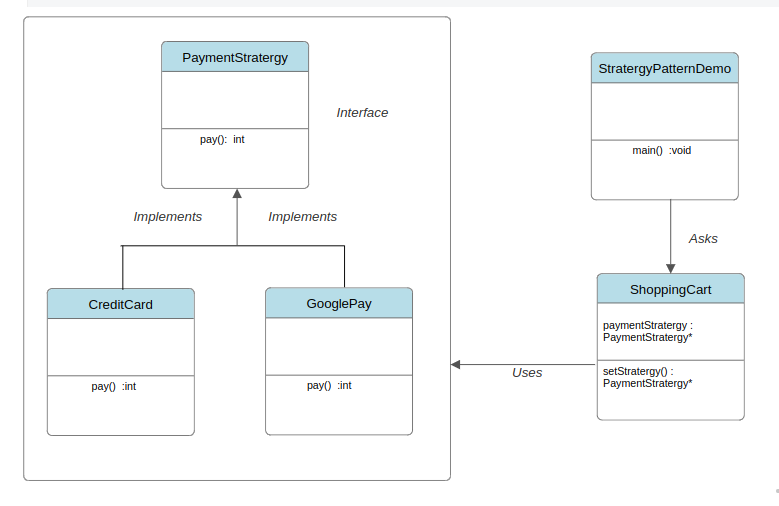 PaymentStratergy
Interface
pay():  int
Implements
Implements
CreditCard
pay()  :int
GooglePay
pay()  :int
StratergyPatternDemo
main()  :void
Asks
ShoppingCart
paymentStratergy :
PaymentStratergy*
setStratergy() :
PaymentStratergy*
Uses